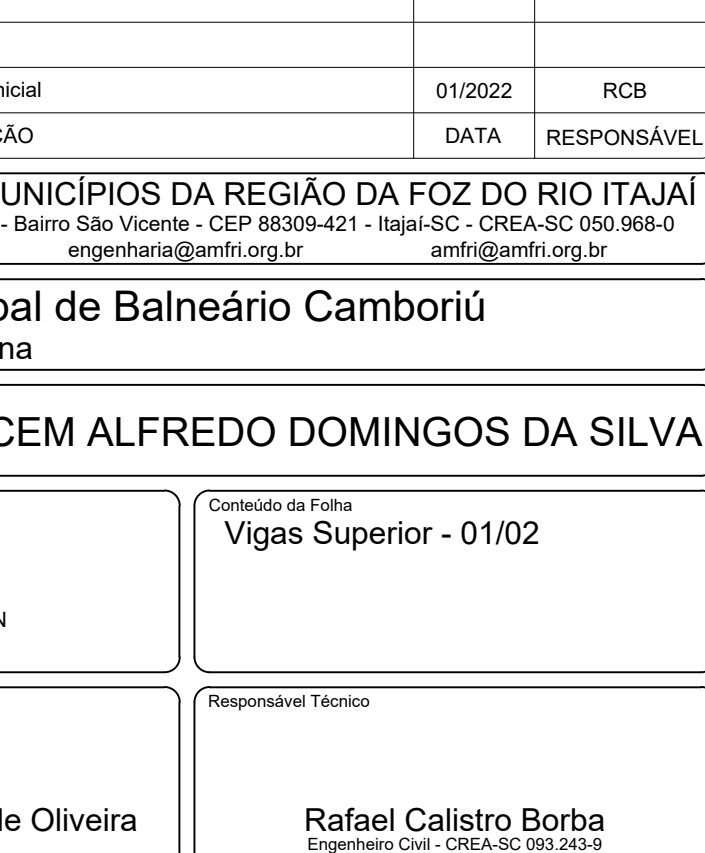 nicial 01/2022 RCB
ÇÃO DATA RESPONSÁVEL
UNICÍPIOS DA REGIÃO DA FOZ DO RIO ITAJAÍ
- Bairro São Vicente - CEP 88309-421 - Itajaí-SC - CREA-SC 050.968-0
engenharia@amfri.org.br amfri@amfri.org.br
pal de Balneário Camboriú
na
CEM ALFREDO DOMINGOS DA SILVA
Conteúdo da Folha
Vigas Superior - 01/02
N
Responsável Técnico
de Oliveira
Rafael Calistro Borba
Engenheiro Civil - CREA-SC 093.243-9